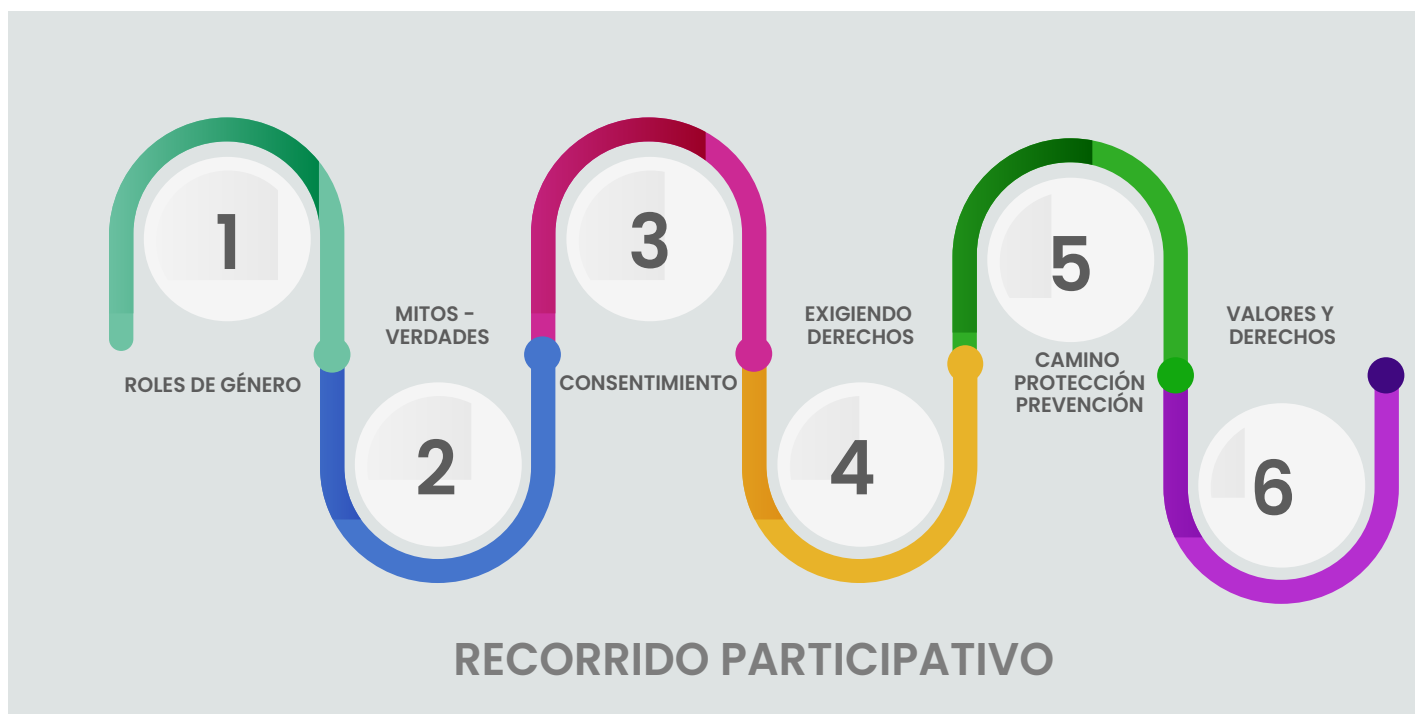 1
ROLES DE GÉNERO
MITOS -
VERDADES
2
3
CONSENTIMIENTO
EXIGIENDO
DERECHOS
4
5
CAMINO
PROTECCIÓN
PREVENCIÓN
VALORES Y
DERECHOS
6
RECORRIDO PARTICIPATIVO